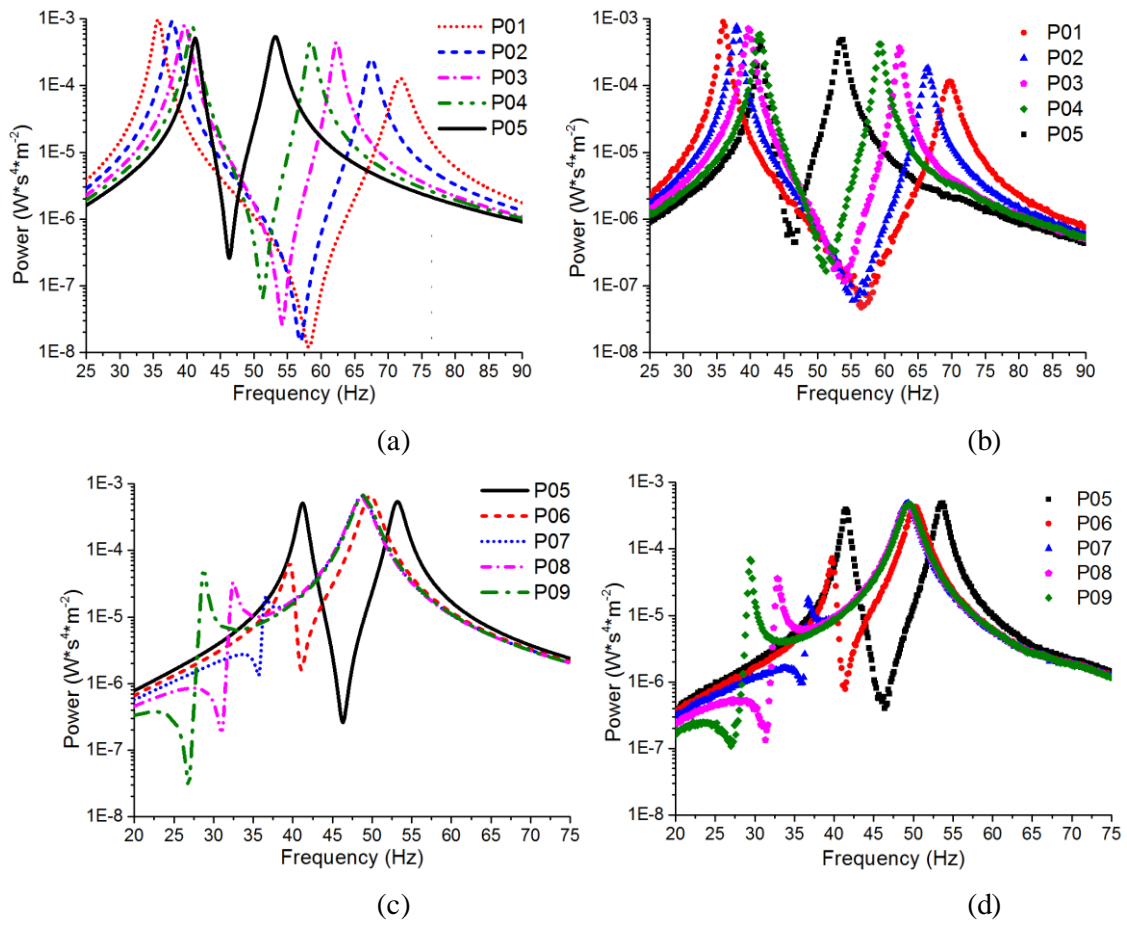 1E-3
1E-4
1E-5
1E-6
1E-7
1E-8
Power (W*s⁴*m⁻²)
P01
P02
P03
P04
P05
25 30 35 40 45 50 55 60 65 70 75 80 85 90
Frequency (Hz)
(a)
1E-03
1E-04
1E-05
1E-06
1E-07
1E-08
Power (W*s⁴*m⁻²)
P01
P02
P03
P04
P05
25 30 35 40 45 50 55 60 65 70 75 80 85 90
Frequency (Hz)
(b)
1E-3
1E-4
1E-5
1E-6
1E-7
1E-8
Power (W*s⁴*m⁻²)
P05
P06
P07
P08
P09
20 25 30 35 40 45 50 55 60 65 70 75
Frequency (Hz)
(c)
1E-3
1E-4
1E-5
1E-6
1E-7
1E-8
Power (W*s⁴*m⁻²)
P05
P06
P07
P08
P09
20 25 30 35 40 45 50 55 60 65 70 75
Frequency (Hz)
(d)